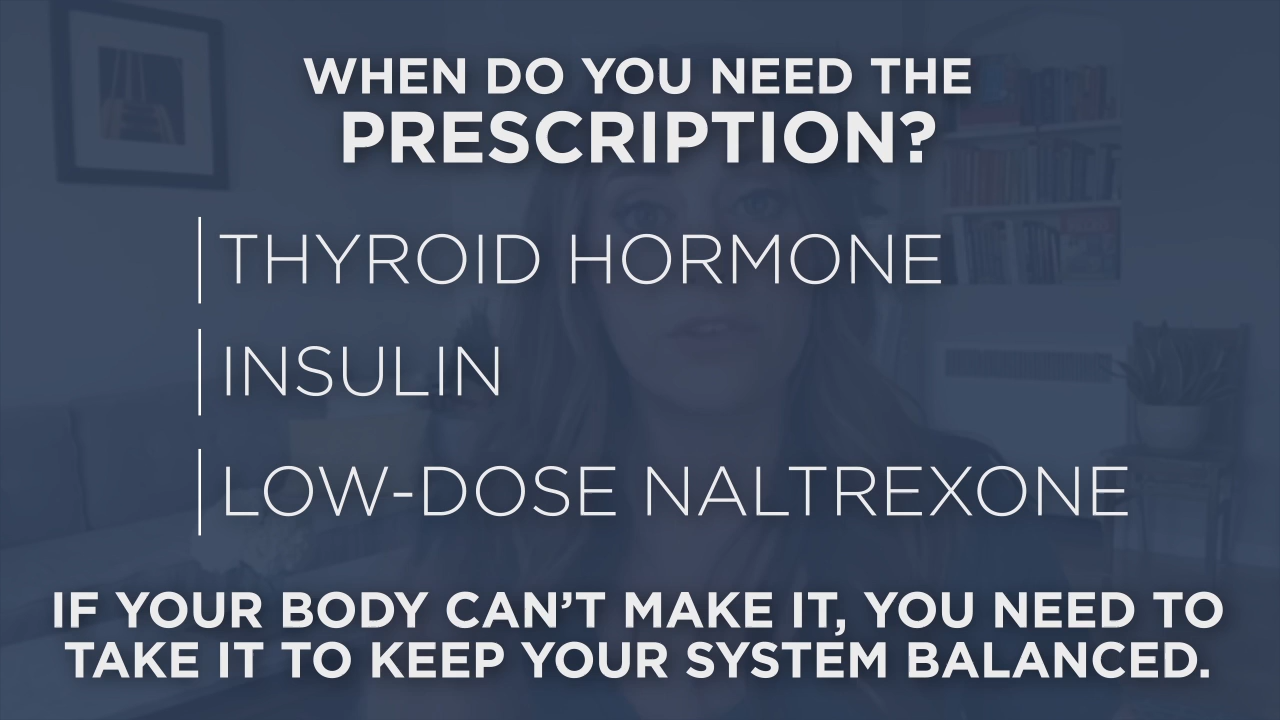 WHEN DO YOU NEED THE
PRESCRIPTION?
THYROID HORMONE
INSULIN
LOW-DOSE NALTREXONE
IF YOUR BODY CAN'T MAKE IT, YOU NEED TO
TAKE IT TO KEEP YOUR SYSTEM BALANCED.